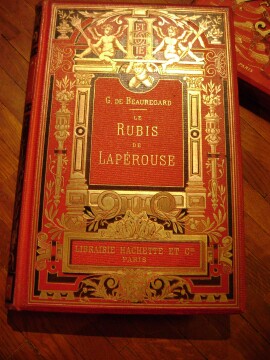 G. DE BEAUREGARD
LE
RUBIS
DE
LAPÉROUSE
LIBRAIRIE HACHETTE ET Cie
PARIS